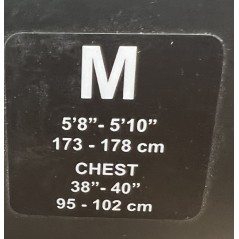 M
5’8”- 5’10”
173 - 178 cm
CHEST
38”- 40”
95 - 102 cm